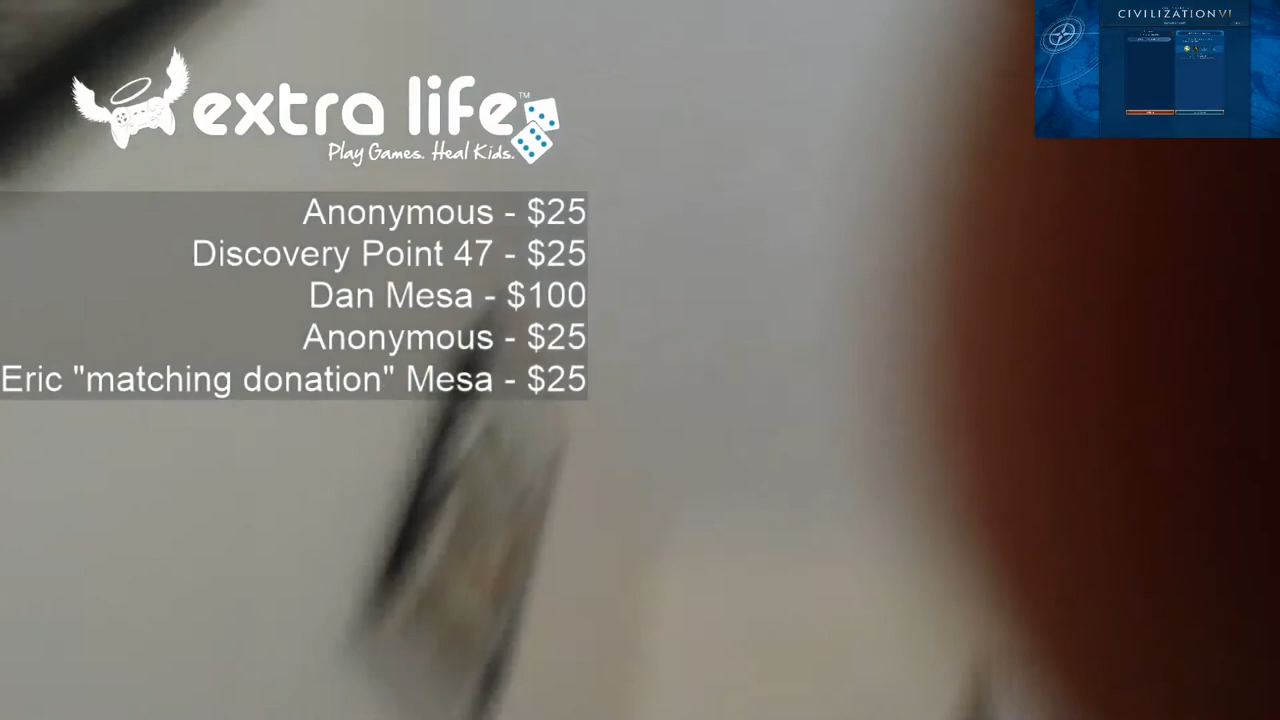 extra life™
Play Games. Heal Kids.
Anonymous - $25
Discovery Point 47 - $25
Dan Mesa - $100
Anonymous - $25
Eric "matching donation" Mesa - $25
CIVILIZATION VI